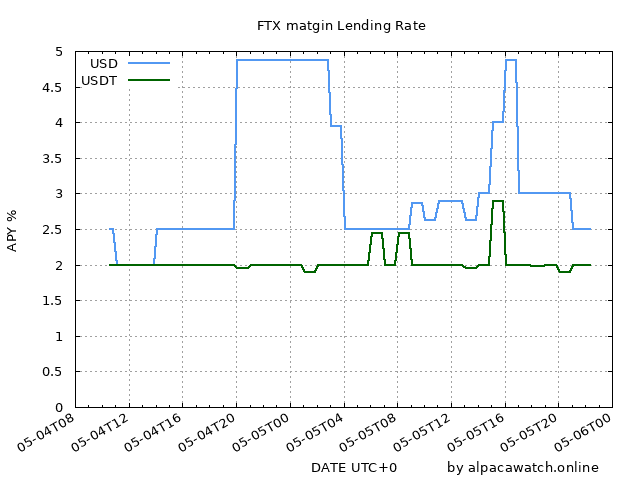 FTX matgin Lending Rate
USD
USDT
5
4.5
4
3.5
3
2.5
2
1.5
1
0.5
0
APY %
05-04T08
05-04T12
05-04T16
05-04T20
05-05T00
05-05T04
05-05T08
05-05T12
05-05T16
05-05T20
05-06T00
DATE UTC+0
by alpacawatch.online